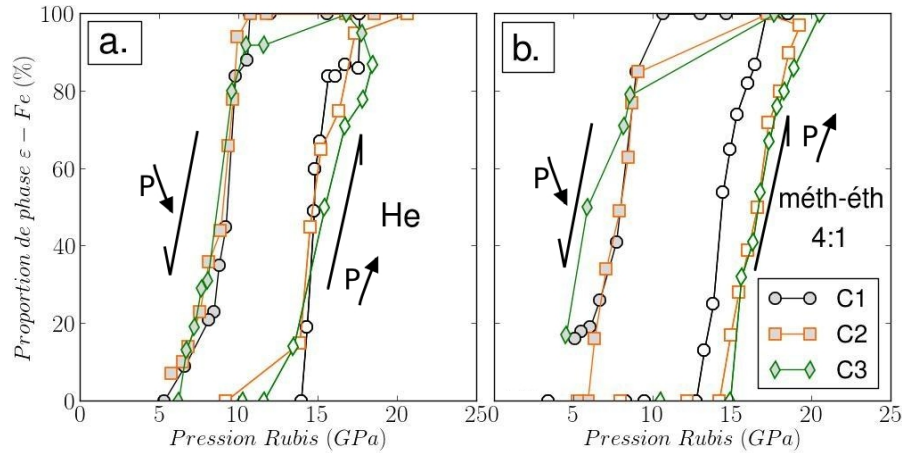 a.
b.
100
80
60
40
20
0
Proportion de phase ε − Fe (%)
P
P
He
P
P
méth-éth
4:1
C1
C2
C3
0 5 10 15 20 25
5 10 15 20 25
Pression Rubis (GPa)
Pression Rubis (GPa)